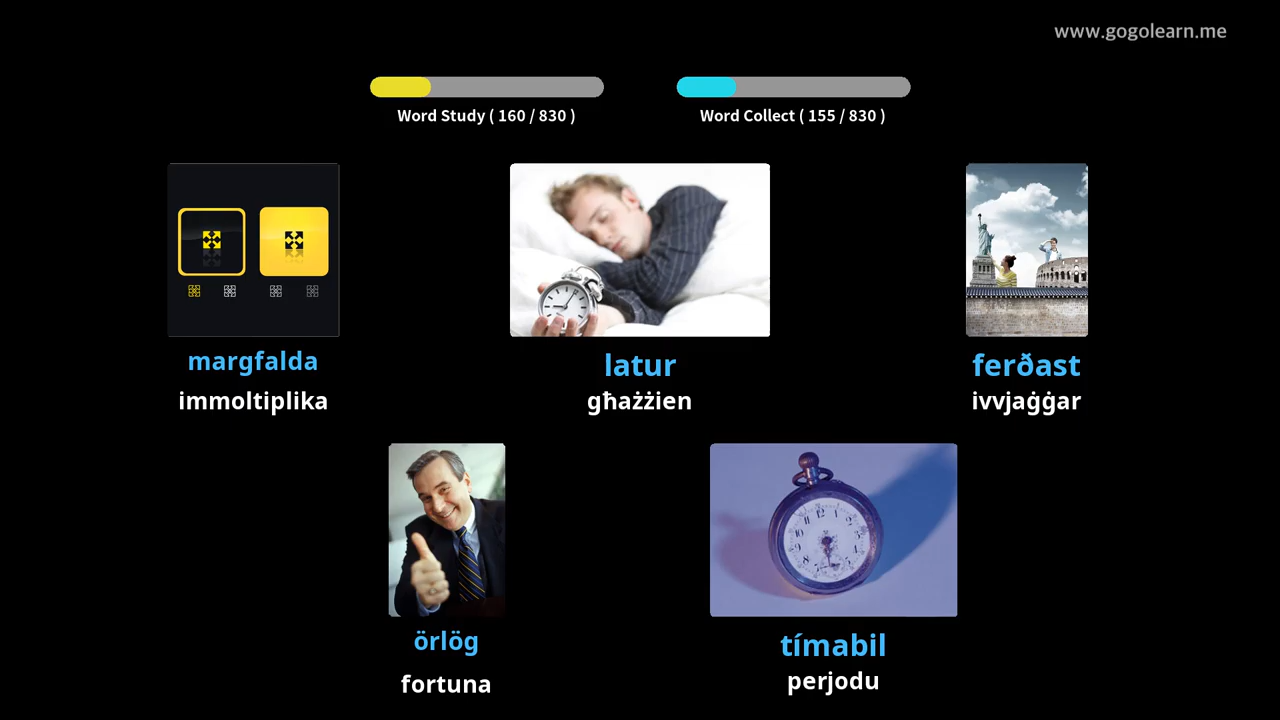 www.gogolearn.me
Word Study ( 160 / 830 )
Word Collect ( 155 / 830 )
margfalda
immoltiplika
latur
għażżien
ferðast
ivvjaġġar
örlög
fortuna
tímabil
perjodu